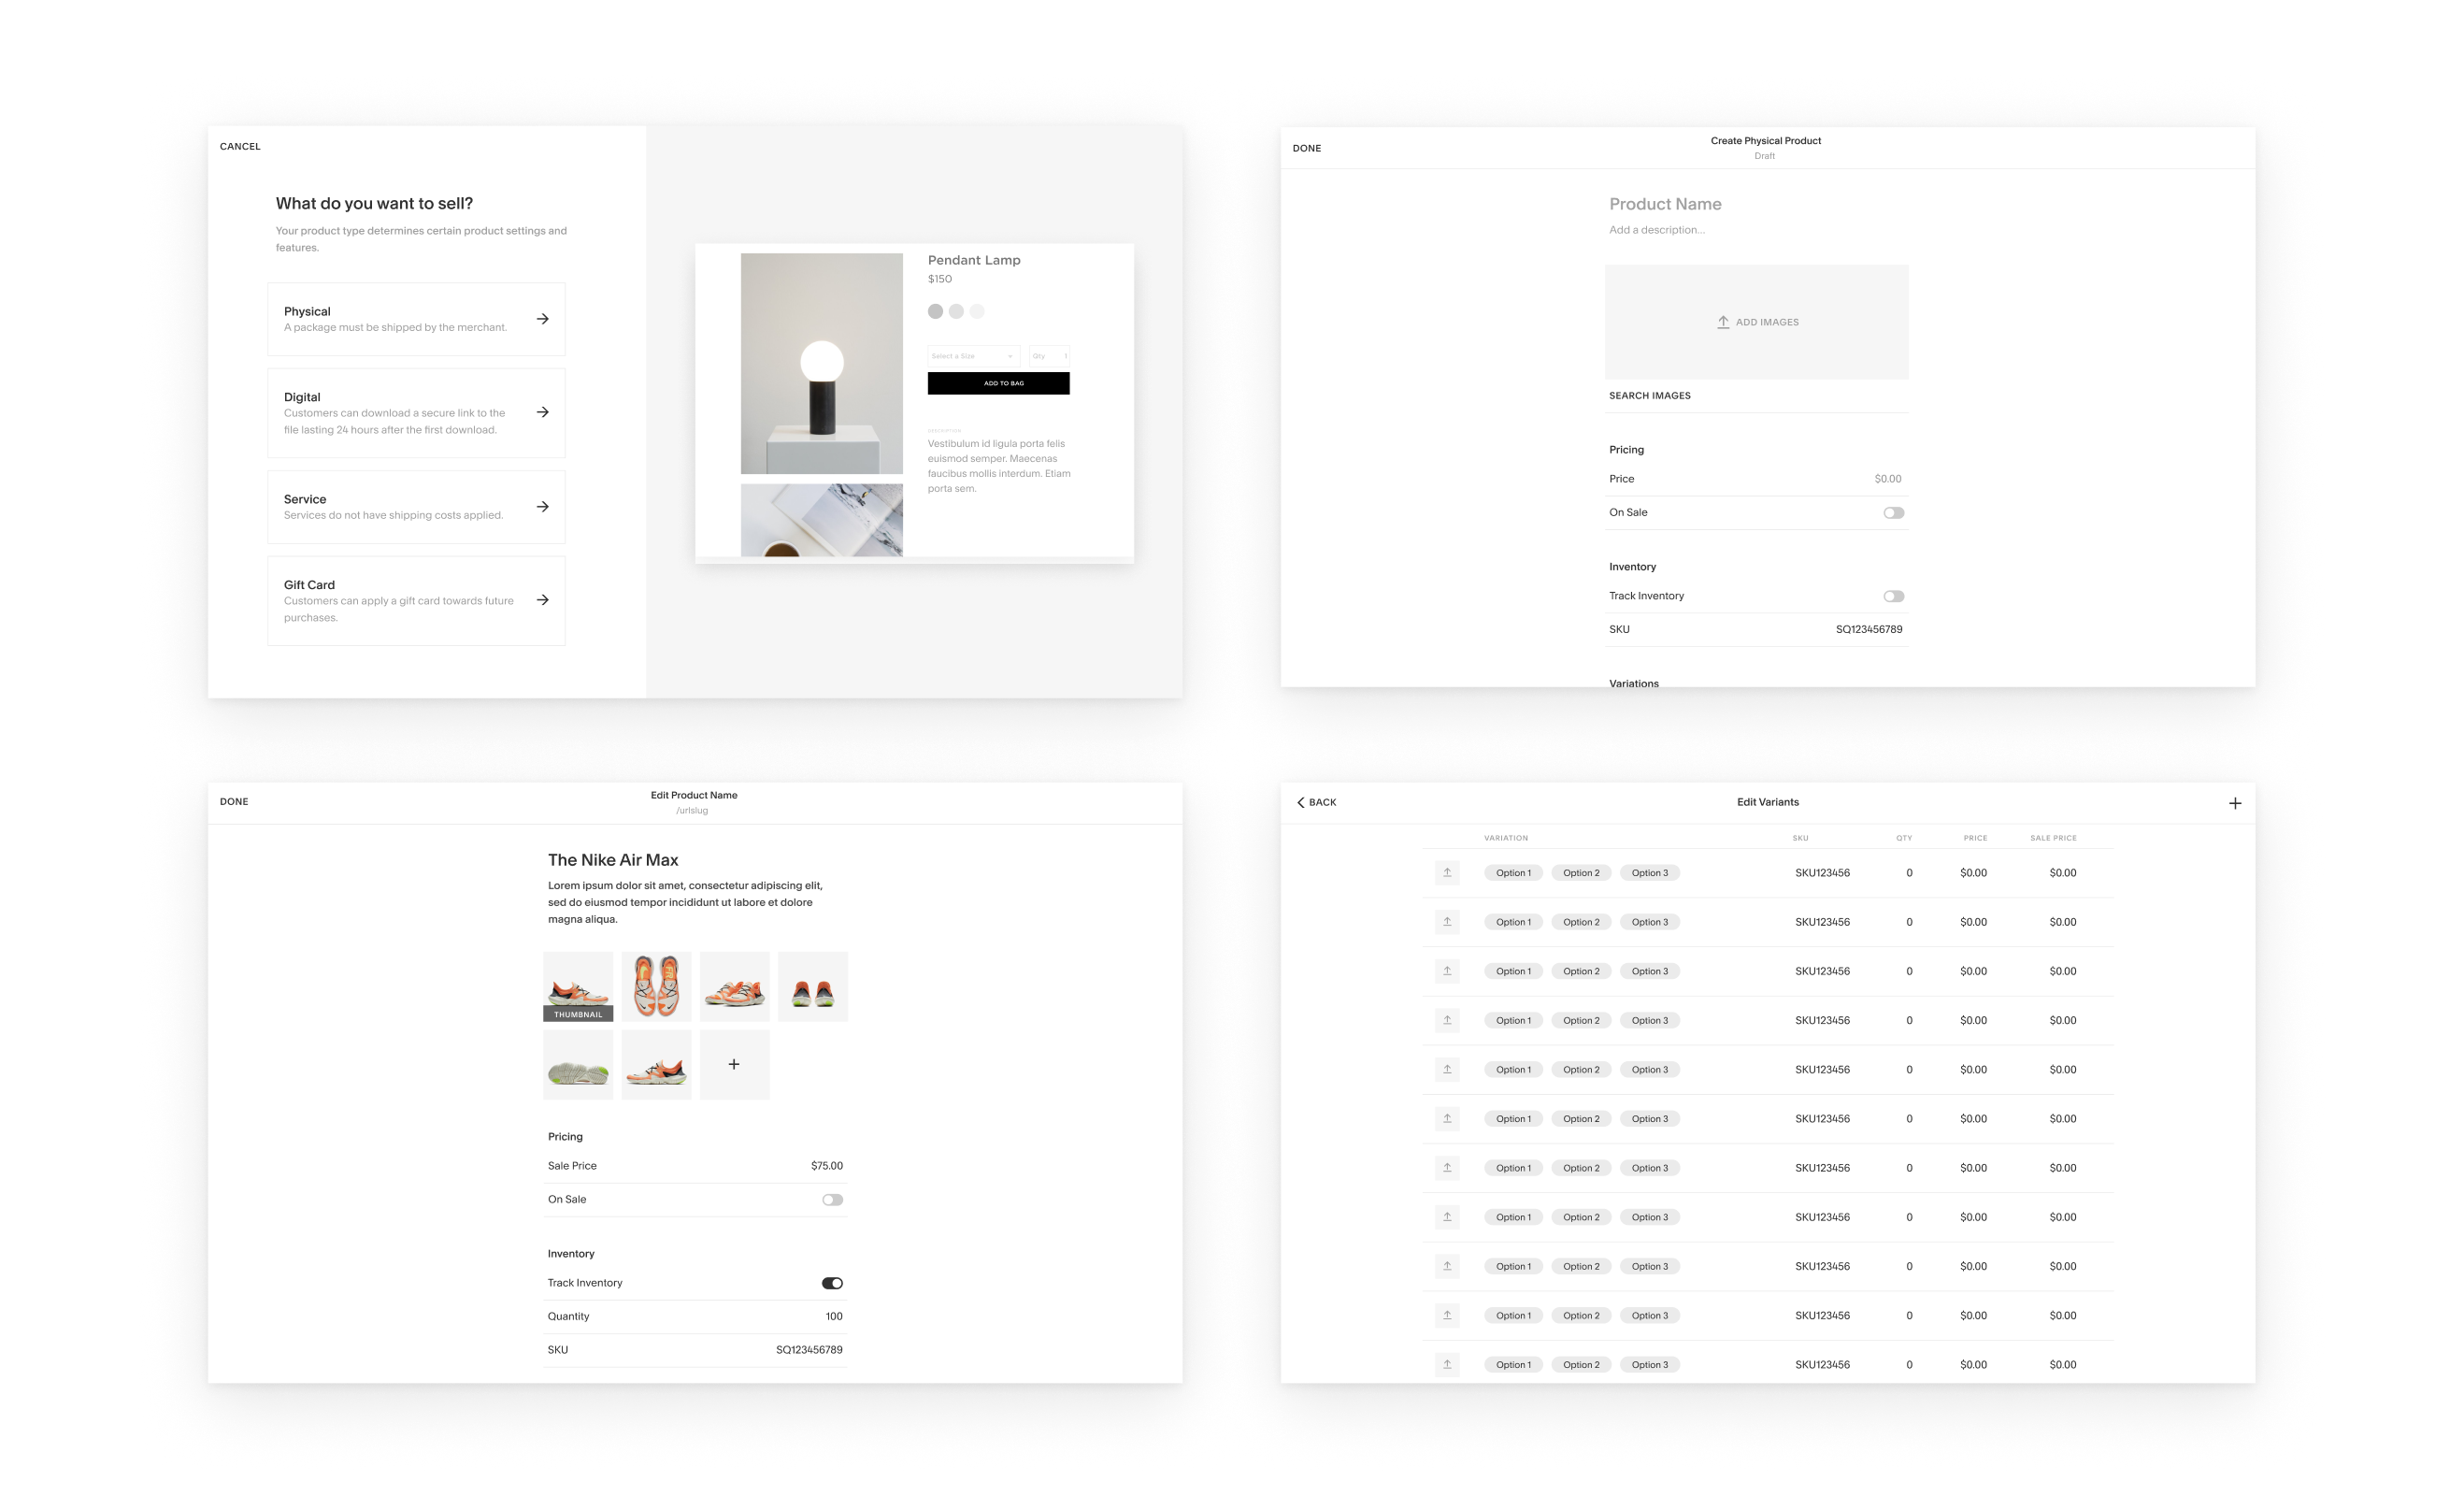 CANCEL
What do you want to sell?
Your product type determines certain product settings and
features.
Physical
A package must be shipped by the merchant.
Digital
Customers can download a secure link to the
file lasting 24 hours after the first download.
Service
Services do not have shipping costs applied.
Gift Card
Customers can apply a gift card towards future
purchases.
Pendant Lamp
$150
Select a Size
Qty
ADD TO BAG
DESCRIPTION
Vestibulum id ligula porta felis
euismod semper. Maecenas
faucibus mollis interdum. Etiam
porta sem.
DONE
Create Physical Product
Draft
Product Name
Add a description...
ADD IMAGES
SEARCH IMAGES
Pricing
Price $0.00
On Sale
Inventory
Track Inventory
SKU SQ123456789
Variations
DONE
Edit Product Name
/urlslug
The Nike Air Max
Lorem ipsum dolor sit amet, consectetur adipiscing elit,
sed do eiusmod tempor incididunt ut labore et dolore
magna aliqua.
THUMBNAIL
Pricing
Sale Price $75.00
On Sale
Inventory
Track Inventory
Quantity 100
SKU SQ123456789
BACK
Edit Variants
VARIATION SKU QTY PRICE SALE PRICE
Option 1 Option 2 Option 3 SKU123456 0 $0.00 $0.00
Option 1 Option 2 Option 3 SKU123456 0 $0.00 $0.00
Option 1 Option 2 Option 3 SKU123456 0 $0.00 $0.00
Option 1 Option 2 Option 3 SKU123456 0 $0.00 $0.00
Option 1 Option 2 Option 3 SKU123456 0 $0.00 $0.00
Option 1 Option 2 Option 3 SKU123456 0 $0.00 $0.00
Option 1 Option 2 Option 3 SKU123456 0 $0.00 $0.00
Option 1 Option 2 Option 3 SKU123456 0 $0.00 $0.00
Option 1 Option 2 Option 3 SKU123456 0 $0.00 $0.00
Option 1 Option 2 Option 3 SKU123456 0 $0.00 $0.00
Option 1 Option 2 Option 3 SKU123456 0 $0.00 $0.00